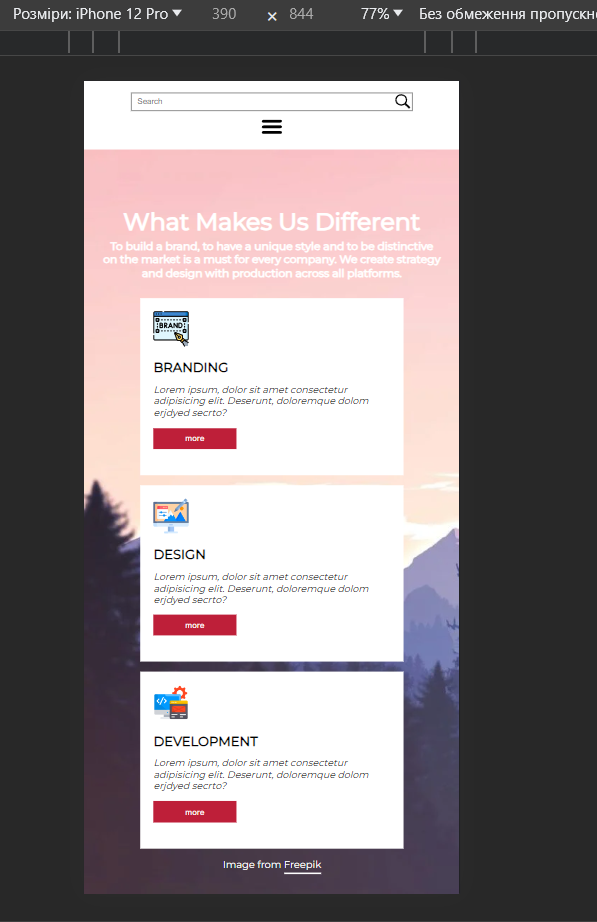 Розміри: iPhone 12 Pro 390 × 844 77% Без обмеження пропускно
Search
What Makes Us Different
To build a brand, to have a unique style and to be distinctive
on the market is a must for every company. We create strategy
and design with production across all platforms.
BRAND
BRANDING
Lorem ipsum, dolor sit amet consectetur
adipisicing elit. Deserunt, doloremque dolom
erjdyed secrto?
more
DESIGN
Lorem ipsum, dolor sit amet consectetur
adipisicing elit. Deserunt, doloremque dolom
erjdyed secrto?
more
DEVELOPMENT
Lorem ipsum, dolor sit amet consectetur
adipisicing elit. Deserunt, doloremque dolom
erjdyed secrto?
more
Image from Freepik